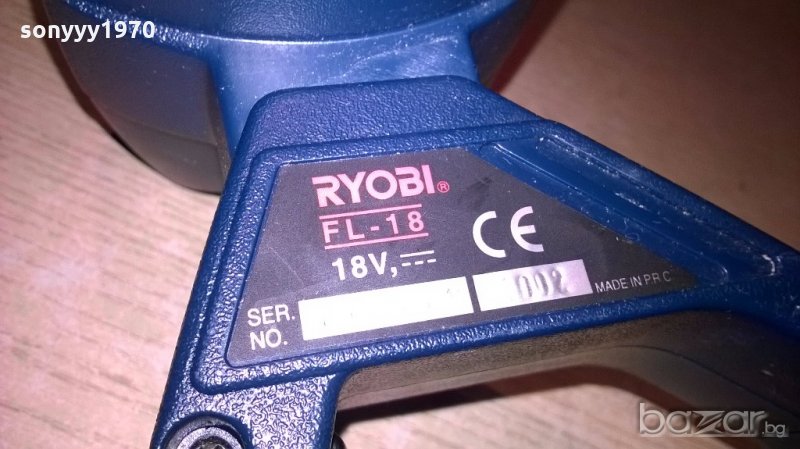 sonyyy1970
RYOBI®
FL-18
18V,
CE
SER.
NO.
MADE IN P R C
bazar.bg